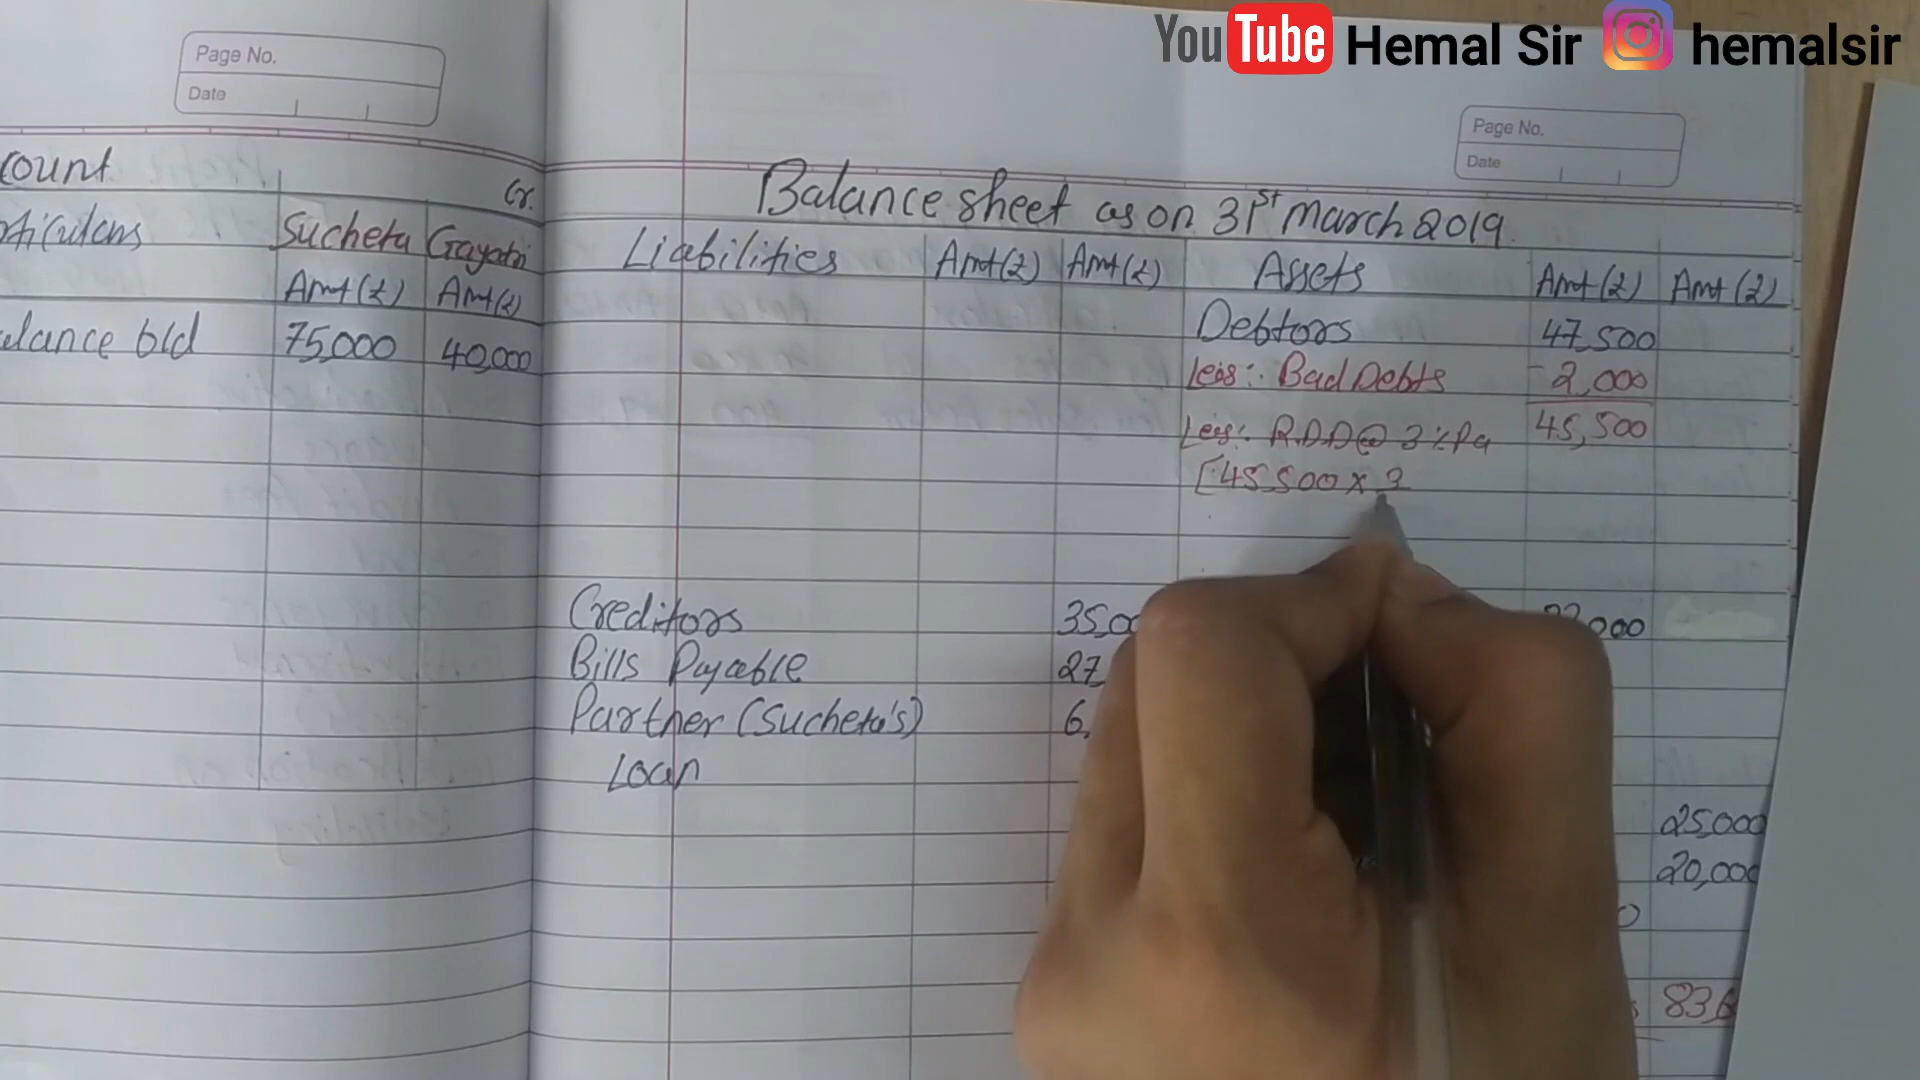 YouTube Hemal Sir hemalsir
Page No.
Date
Page No.
Date
count
Cr.
Sucheta Gayatri
Amt(₹) Amt(₹)
b/d 75,000 40,000
Balance sheet as on 31st march 2019.
Liabilities Amt(₹) Amt(₹) Assets Amt(₹) Amt(₹)
Debtors 47,500
Less:. Bad Debts - 2,000
Less:. R.D.D@ 3%Pa 45,500
[45,500 x 3
Creditors
Bills Payable
Partner (Sucheta's)
Loan
25,000
20,000